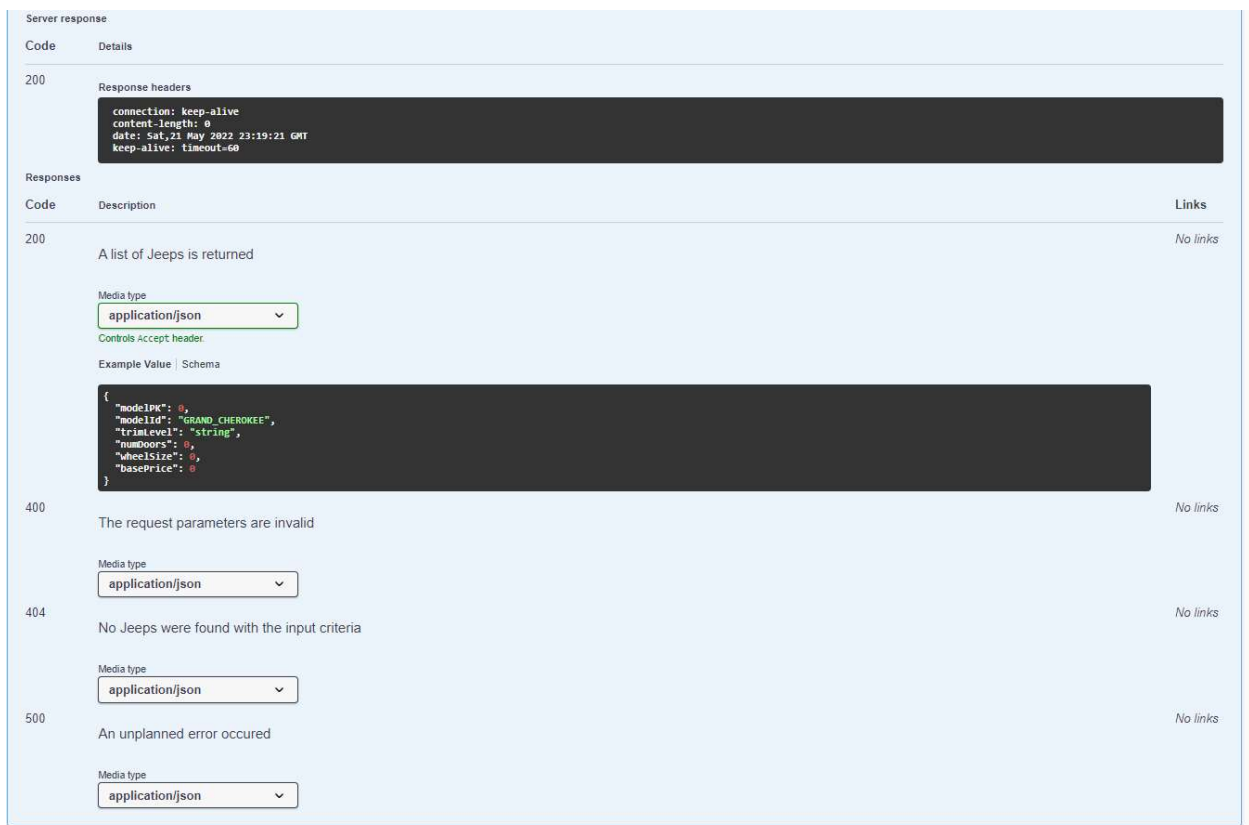 Server response
Code Details
200
Response headers
connection: keep-alive
content-length: 0
date: Sat,21 May 2022 23:19:21 GMT
keep-alive: timeout=60
Responses
Code Description Links
200 No links
A list of Jeeps is returned
Media type
application/json
Controls Accept header.
Example Value | Schema
{
"modelPK": 0,
"modelId": "GRAND_CHEROKEE",
"trimLevel": "string",
"numDoors": 0,
"wheelSize": 0,
"basePrice": 0
}
400 No links
The request parameters are invalid
Media type
application/json
404 No links
No Jeeps were found with the input criteria
Media type
application/json
500 No links
An unplanned error occured
Media type
application/json